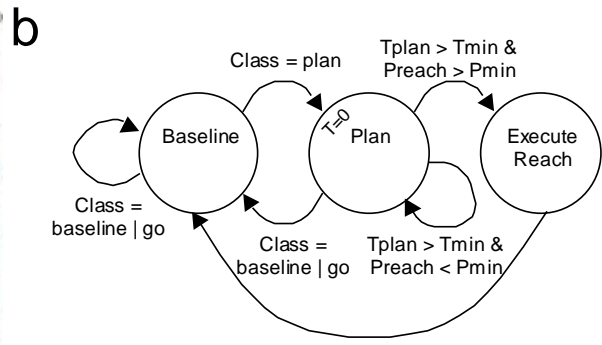 b
Class = plan
Tplan > Tmin &
Preach > Pmin
Baseline
T=0
Plan
Execute
Reach
Class =
baseline | go
Class =
baseline | go
Tplan > Tmin &
Preach < Pmin